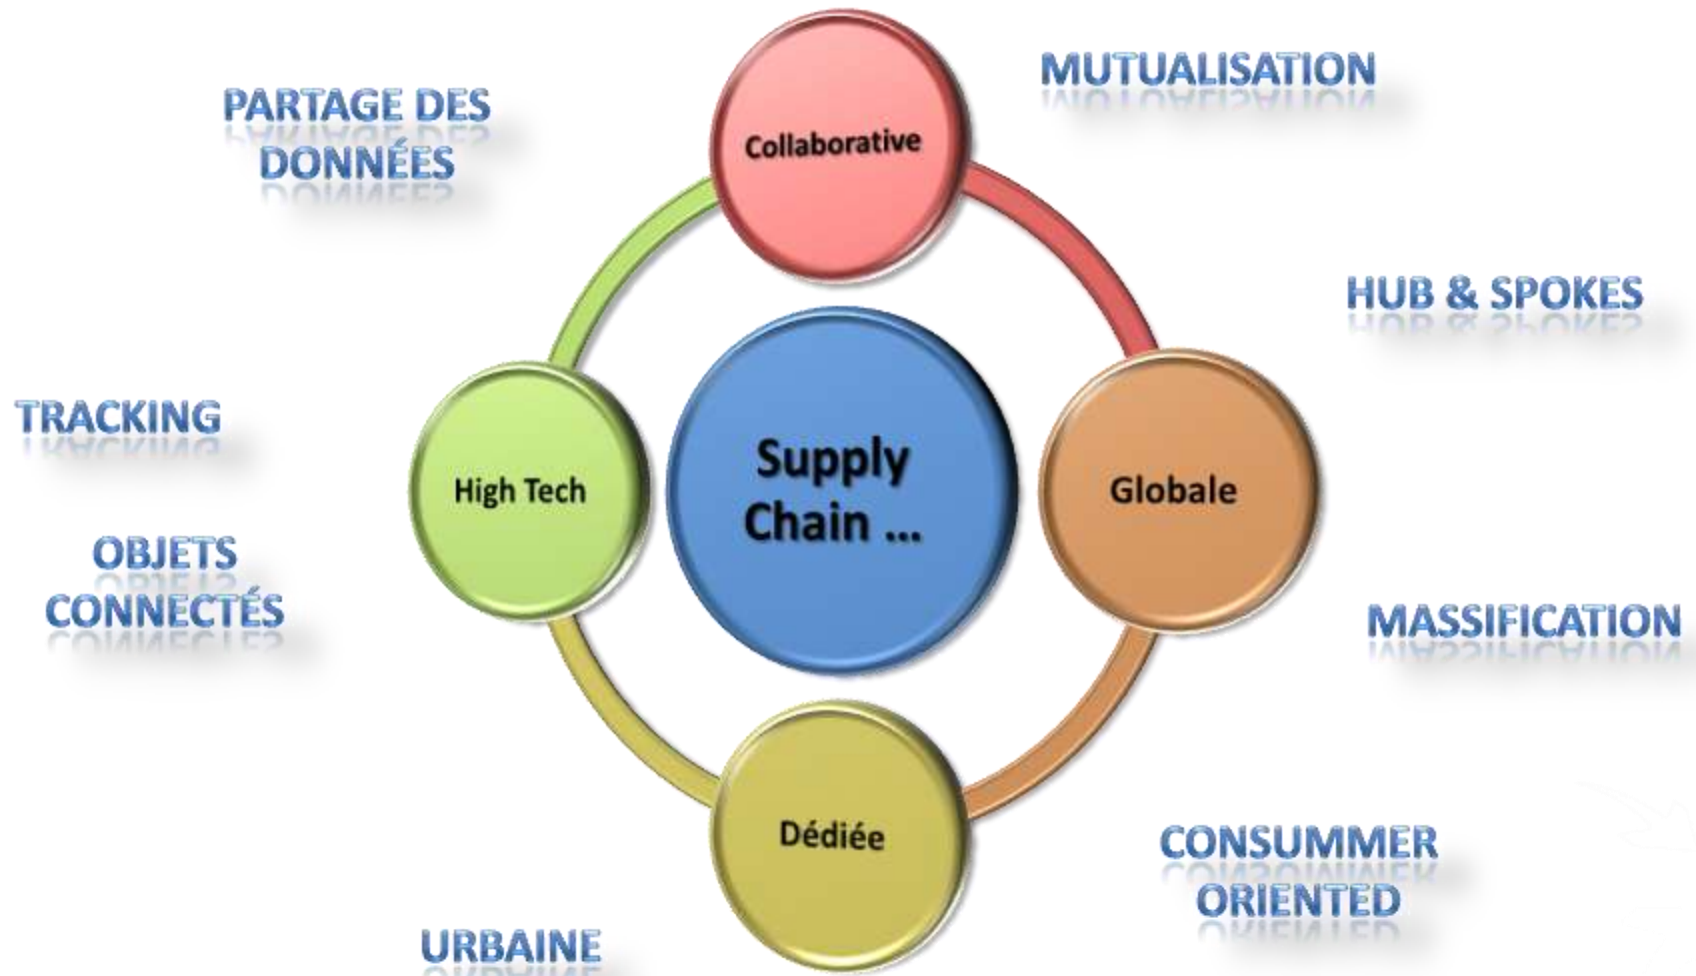 MUTUALISATION
PARTAGE DES
DONNÉES
Collaborative
HUB & SPOKES
TRACKING
High Tech
Supply
Chain ...
Globale
OBJETS
CONNECTÉS
MASSIFICATION
Dédiée
CONSUMMER
ORIENTED
URBAINE